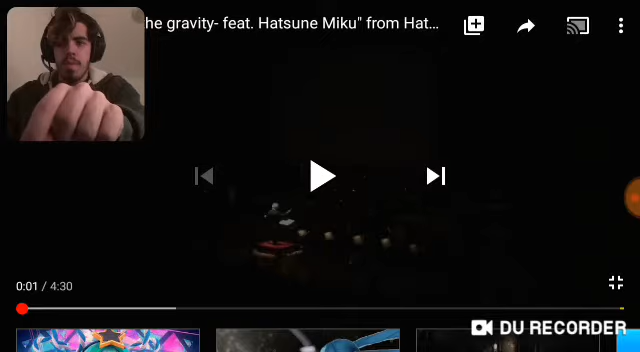 he gravity- feat. Hatsune Miku" from Hat...
0:01 / 4:30
DU RECORDER